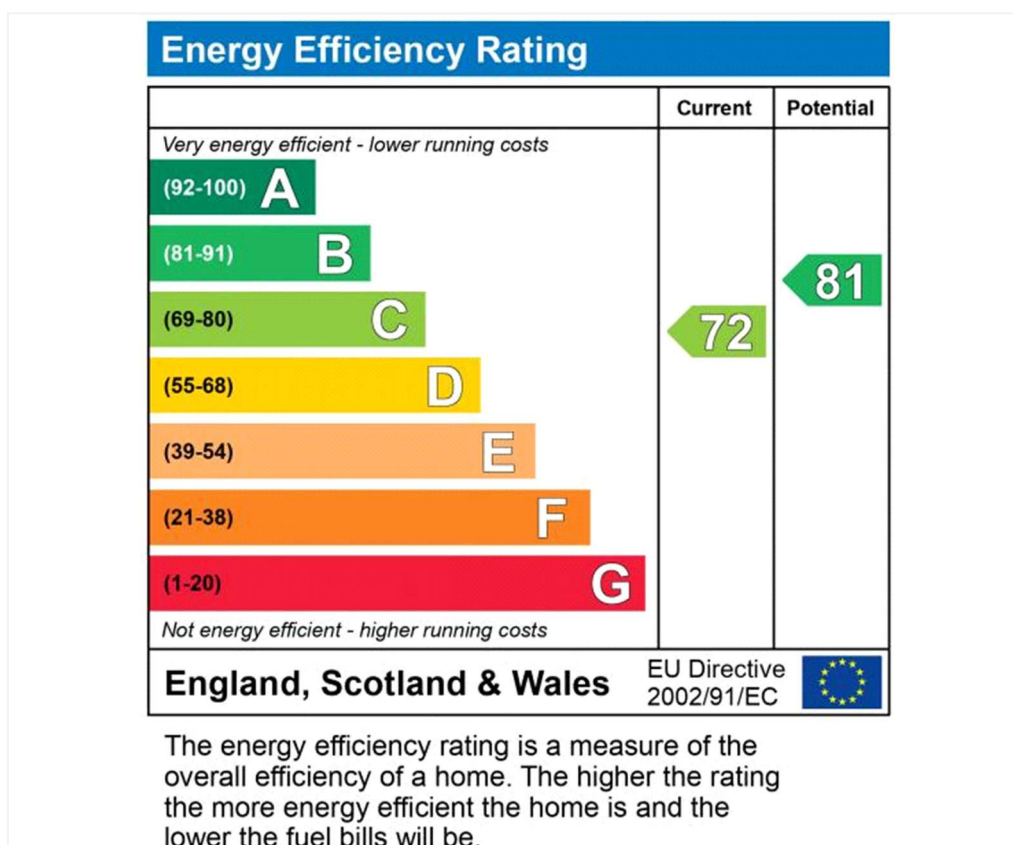 Energy Efficiency Rating
Current Potential
Very energy efficient - lower running costs
(92-100) A
(81-91) B
81
(69-80) C
72
(55-68) D
(39-54) E
(21-38) F
(1-20) G
Not energy efficient - higher running costs
England, Scotland & Wales
EU Directive
2002/91/EC
The energy efficiency rating is a measure of the
overall efficiency of a home. The higher the rating
the more energy efficient the home is and the
lower the fuel bills will be.